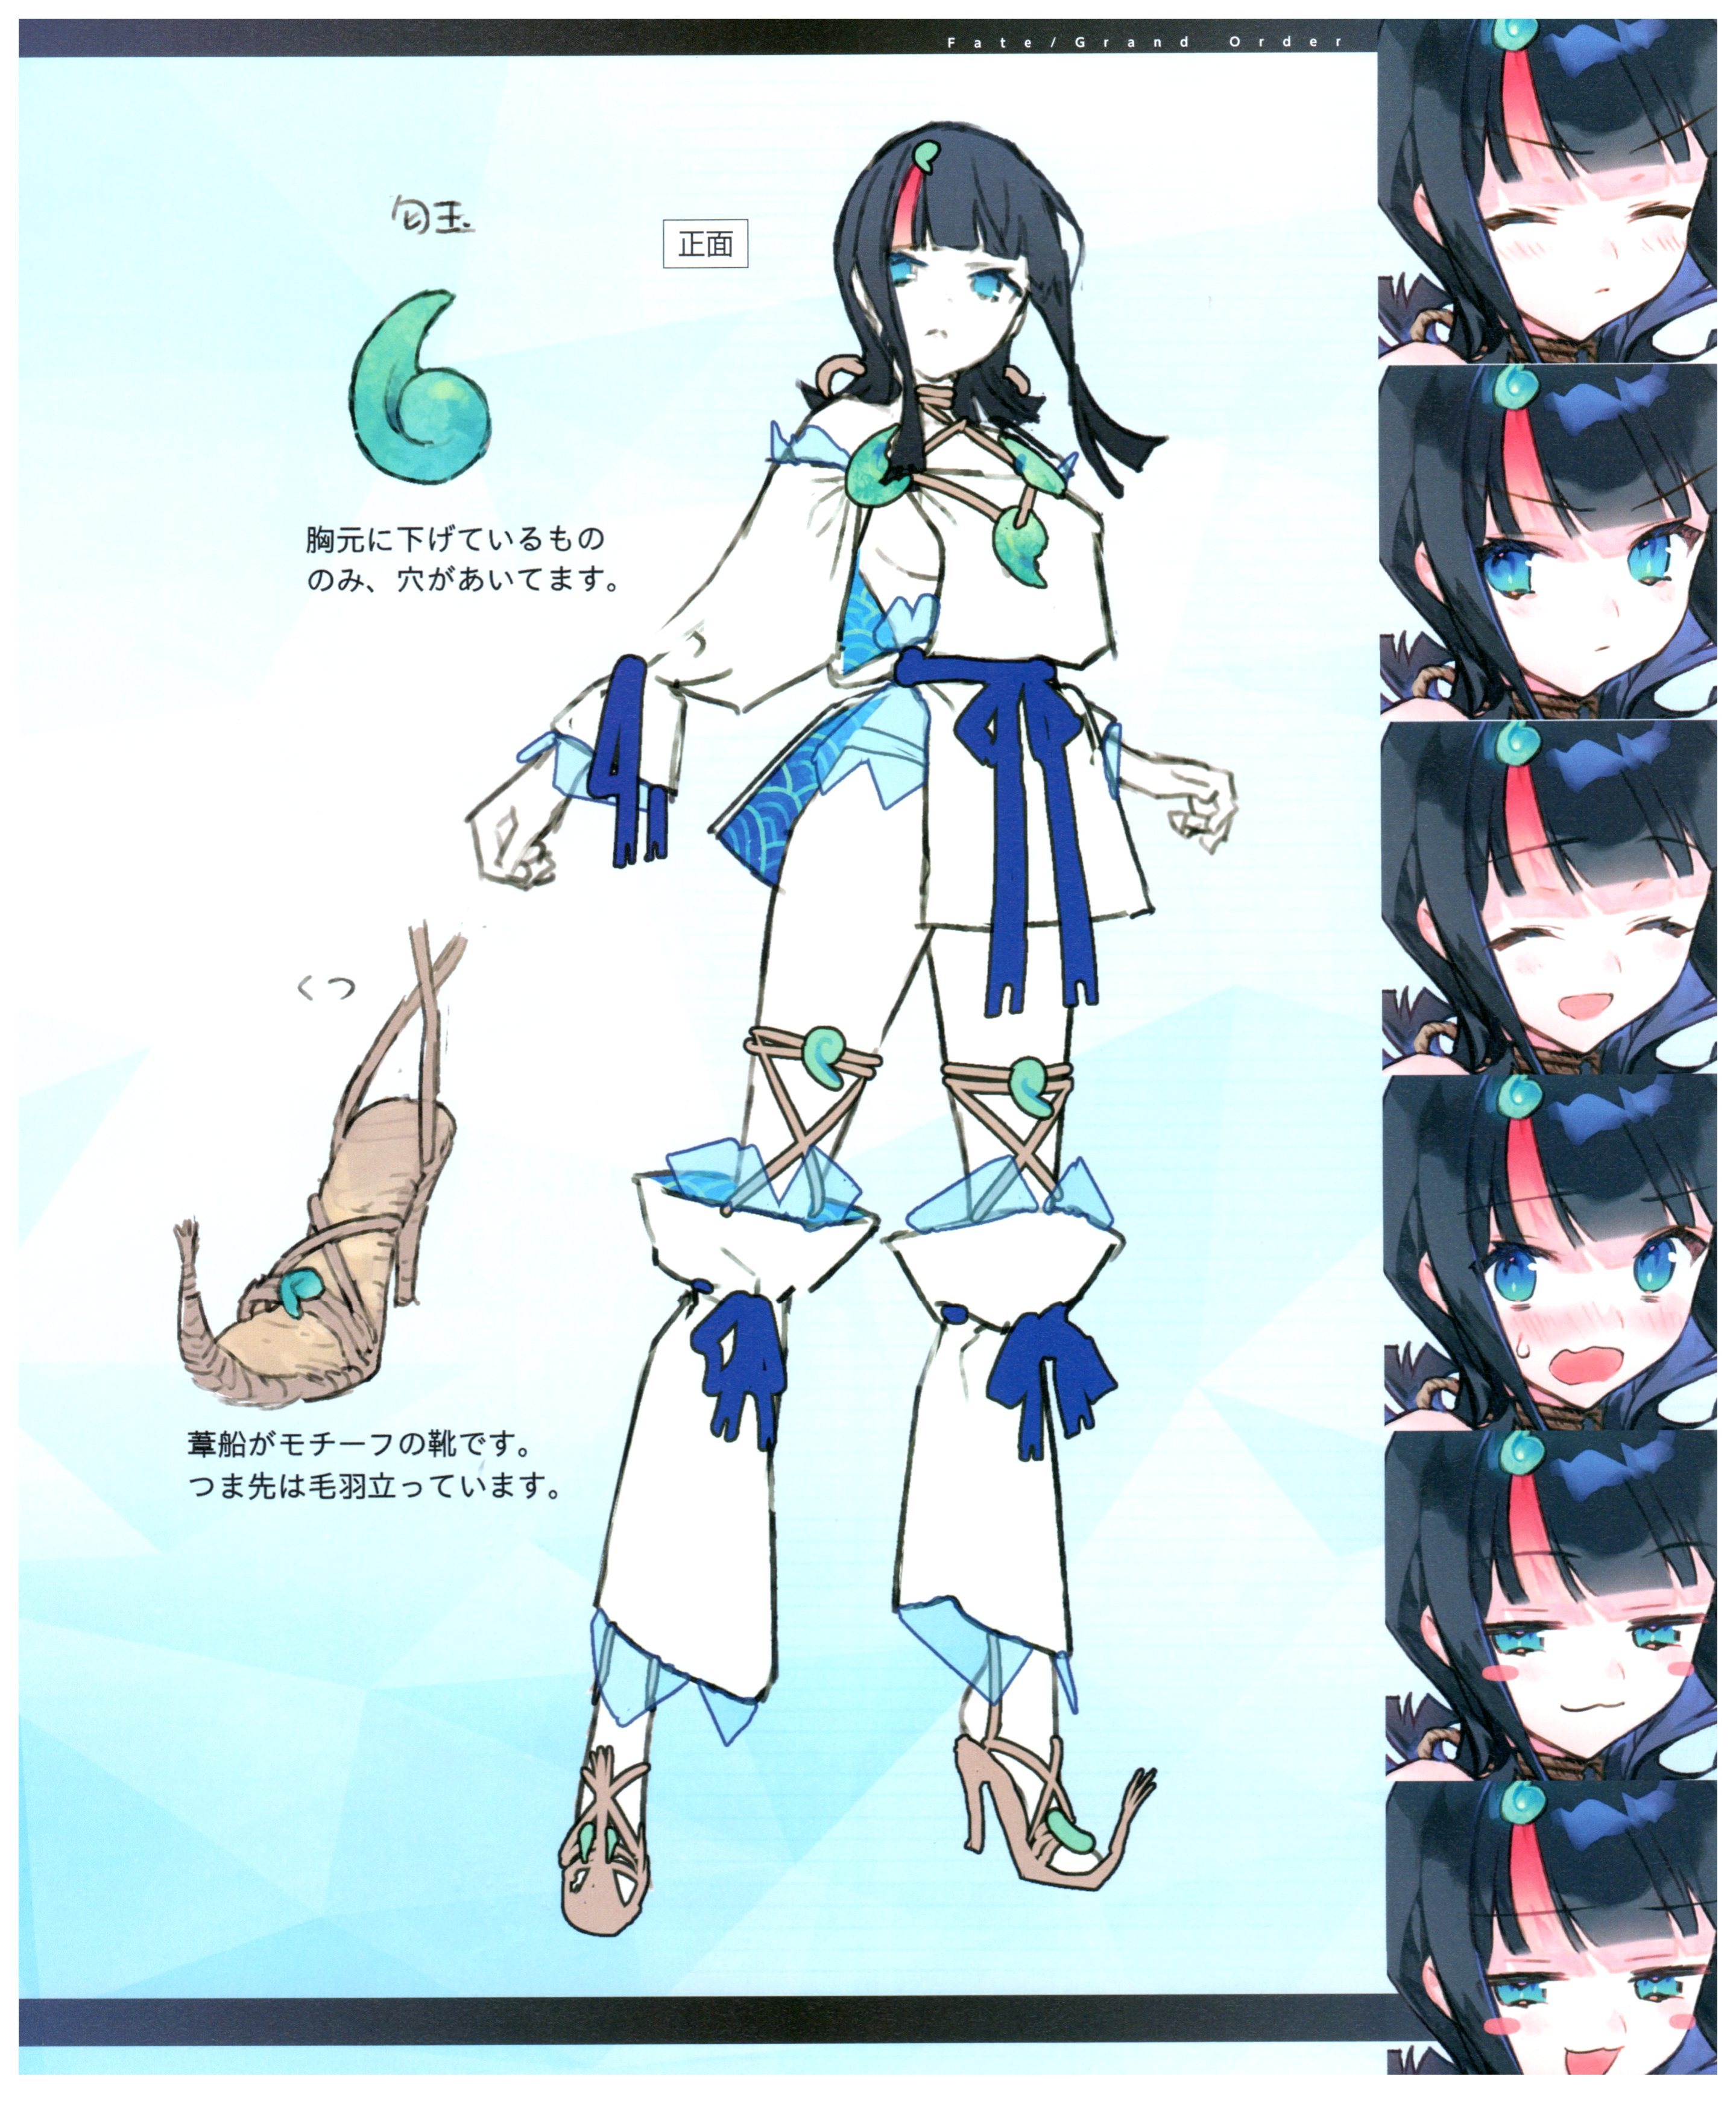 Fate/Grand Order
勾玉
正面
胸元に下げているもの
のみ、穴があいてます。
くつ
葦船がモチーフの靴です。
つま先は毛羽立っています。